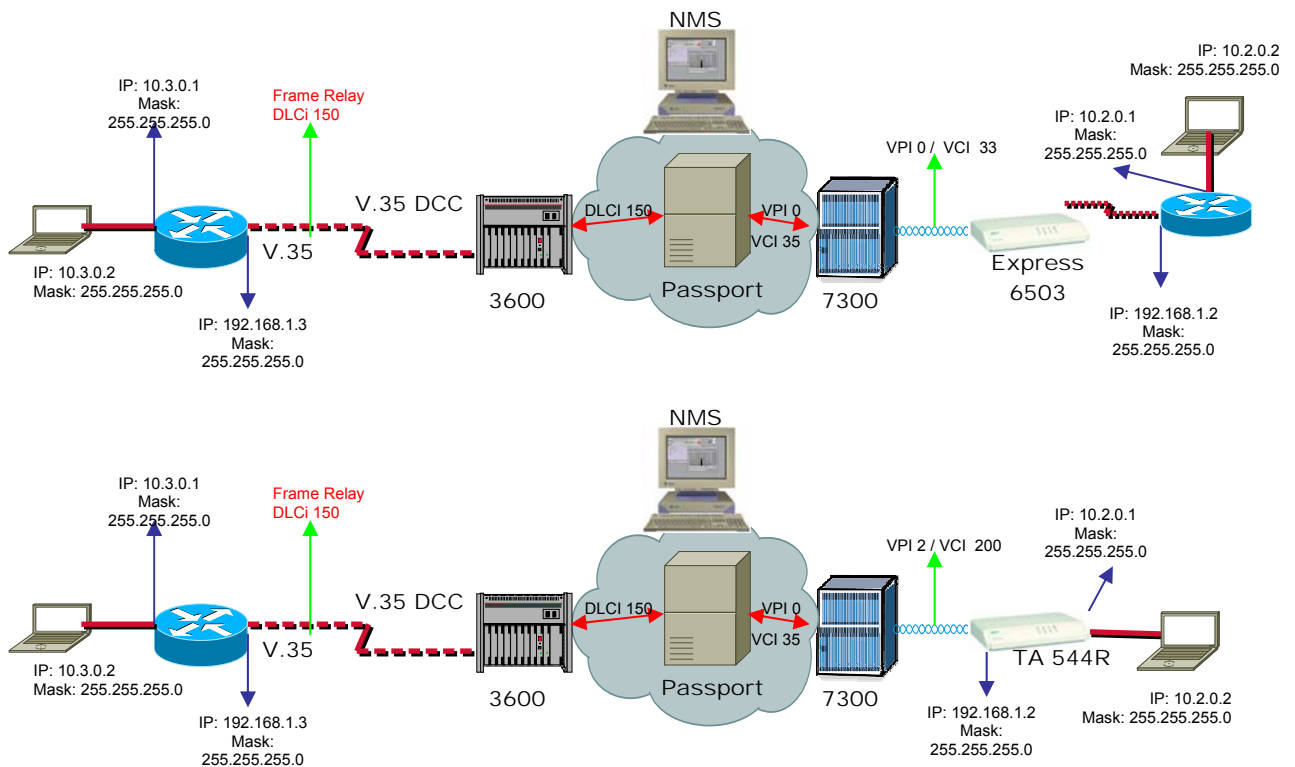 NMS
IP: 10.2.0.2
Mask: 255.255.255.0
IP: 10.3.0.1
Mask:
255.255.255.0
Frame Relay
DLCi 150
IP: 10.2.0.1
Mask:
255.255.255.0
VPI 0 / VCI 33
V.35 DCC
DLCI 150
VPI 0
VCI 35
V.35
IP: 10.3.0.2
Mask: 255.255.255.0
3600
Passport
7300
Express
6503
IP: 192.168.1.3
Mask:
255.255.255.0
IP: 192.168.1.2
Mask:
255.255.255.0
NMS
IP: 10.3.0.1
Mask:
255.255.255.0
Frame Relay
DLCi 150
IP: 10.2.0.1
Mask:
255.255.255.0
VPI 2 / VCI 200
V.35 DCC
DLCI 150
VPI 0
VCI 35
V.35
TA 544R
IP: 10.3.0.2
Mask: 255.255.255.0
3600
Passport
7300
IP: 10.2.0.2
Mask: 255.255.255.0
IP: 192.168.1.3
Mask:
255.255.255.0
IP: 192.168.1.2
Mask:
255.255.255.0